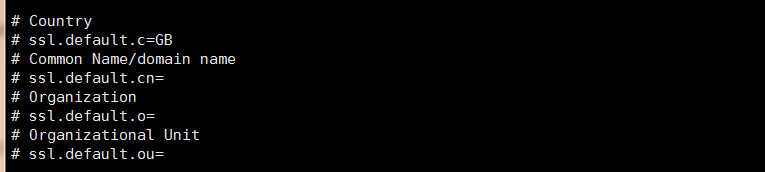 # Country
# ssl.default.c=GB
# Common Name/domain name
# ssl.default.cn=
# Organization
# ssl.default.o=
# Organizational Unit
# ssl.default.ou=